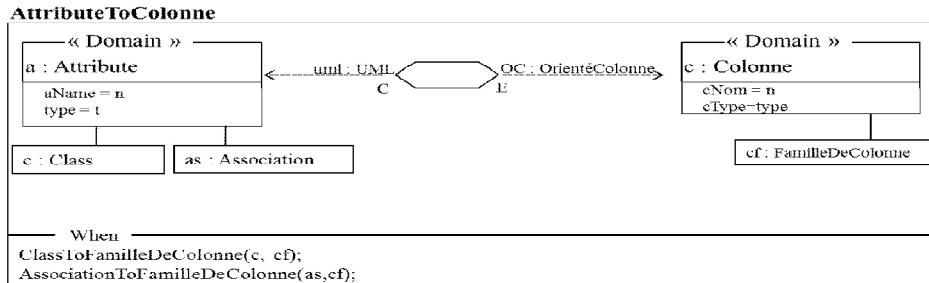 AttributeToColonne
« Domain »
a : Attribute
aName = n
type = t
c : Class
as : Association
uml : UML
C
OC : OrientéColonne
E
« Domain »
c : Colonne
cNom = n
cType=type
cf : FamilleDeColonne
When
ClassToFamilleDeColonne(c, cf);
AssociationToFamilleDeColonne(as,cf);